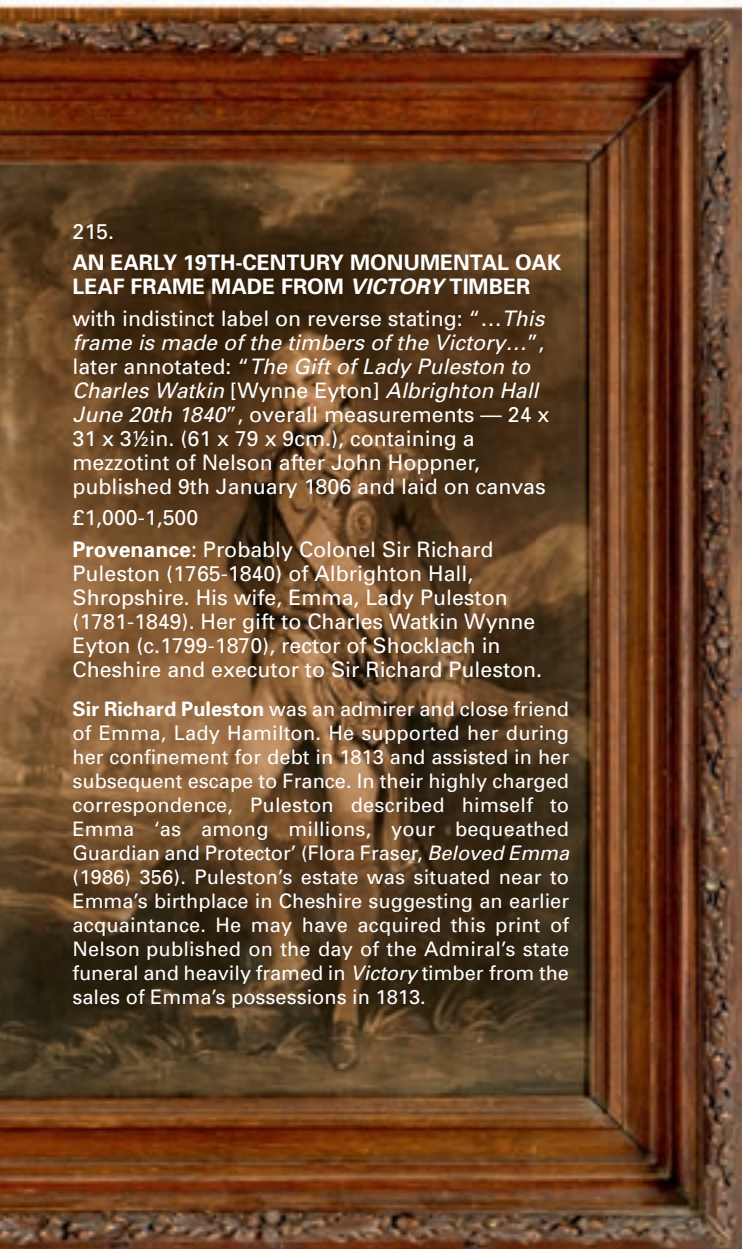 215.
AN EARLY 19TH-CENTURY MONUMENTAL OAK
LEAF FRAME MADE FROM VICTORY TIMBER
with indistinct label on reverse stating: “…This
frame is made of the timbers of the Victory…”,
later annotated: “The Gift of Lady Puleston to
Charles Watkin [Wynne Eyton] Albrighton Hall
June 20th 1840”, overall measurements — 24 x
31 x 3½in. (61 x 79 x 9cm.), containing a
mezzotint of Nelson after John Hoppner,
published 9th January 1806 and laid on canvas
£1,000-1,500
Provenance: Probably Colonel Sir Richard
Puleston (1765-1840) of Albrighton Hall,
Shropshire. His wife, Emma, Lady Puleston
(1781-1849). Her gift to Charles Watkin Wynne
Eyton (c.1799-1870), rector of Shocklach in
Cheshire and executor to Sir Richard Puleston.
Sir Richard Puleston was an admirer and close friend
of Emma, Lady Hamilton. He supported her during
her confinement for debt in 1813 and assisted in her
subsequent escape to France. In their highly charged
correspondence, Puleston described himself to
Emma ‘as among millions, your bequeathed
Guardian and Protector’ (Flora Fraser, Beloved Emma
(1986) 356). Puleston’s estate was situated near to
Emma’s birthplace in Cheshire suggesting an earlier
acquaintance. He may have acquired this print of
Nelson published on the day of the Admiral’s state
funeral and heavily framed in Victory timber from the
sales of Emma’s possessions in 1813.